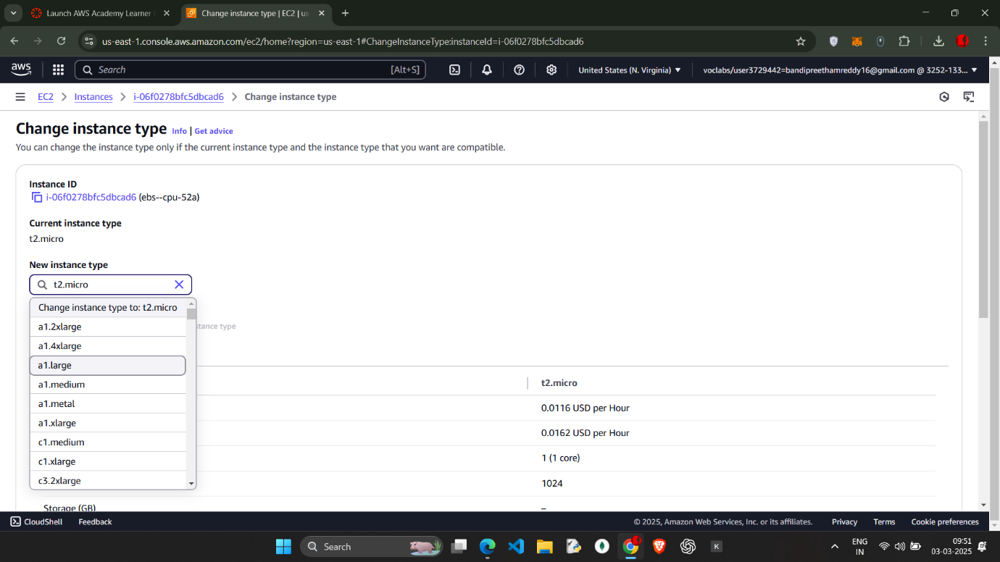 Launch AWS Academy Learner
Change instance type | EC2 | us
us-east-1.console.aws.amazon.com/ec2/home?region=us-east-1#ChangeInstanceType:instanceId=i-06f0278bfc5dbcad6
aws
Search [Alt+S]
United States (N. Virginia)
voclabs/user3729442=bandipreethamreddy16@gmail.com @ 3252-133...
EC2 > Instances > i-06f0278bfc5dbcad6 > Change instance type
Change instance type Info | Get advice
You can change the instance type only if the current instance type and the instance type that you want are compatible.
Instance ID
i-06f0278bfc5dbcad6 (ebs--cpu-52a)
Current instance type
t2.micro
New instance type
t2.micro
Change instance type to: t2.micro
a1.2xlarge
stance type
a1.4xlarge
a1.large
a1.medium
t2.micro
a1.metal
0.0116 USD per Hour
a1.xlarge
0.0162 USD per Hour
c1.medium
c1.xlarge
1 (1 core)
c3.2xlarge
1024
Storage (GB)
–
CloudShell Feedback
© 2025, Amazon Web Services, Inc. or its affiliates. Privacy Terms Cookie preferences
Search
K
ENG
IN
09:51
03-03-2025